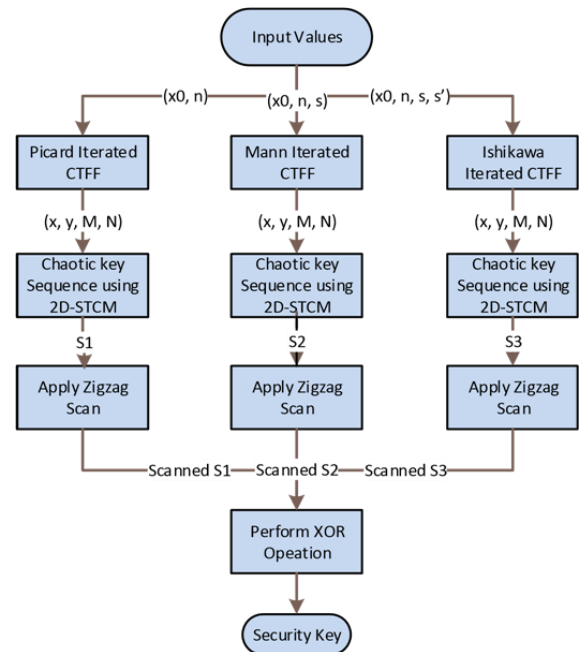 Input Values
(x0, n)
(x0, n, s)
(x0, n, s, s')
Picard Iterated
CTFF
Mann Iterated
CTFF
Ishikawa
Iterated CTFF
(x, y, M, N)
(x, y, M, N)
(x, y, M, N)
Chaotic key
Sequence using
2D-STCM
Chaotic key
Sequence using
2D-STCM
Chaotic key
Sequence using
2D-STCM
S1
S2
S3
Apply Zigzag
Scan
Apply Zigzag
Scan
Apply Zigzag
Scan
Scanned S1
Scanned S2
Scanned S3
Perform XOR
Opeation
Security Key